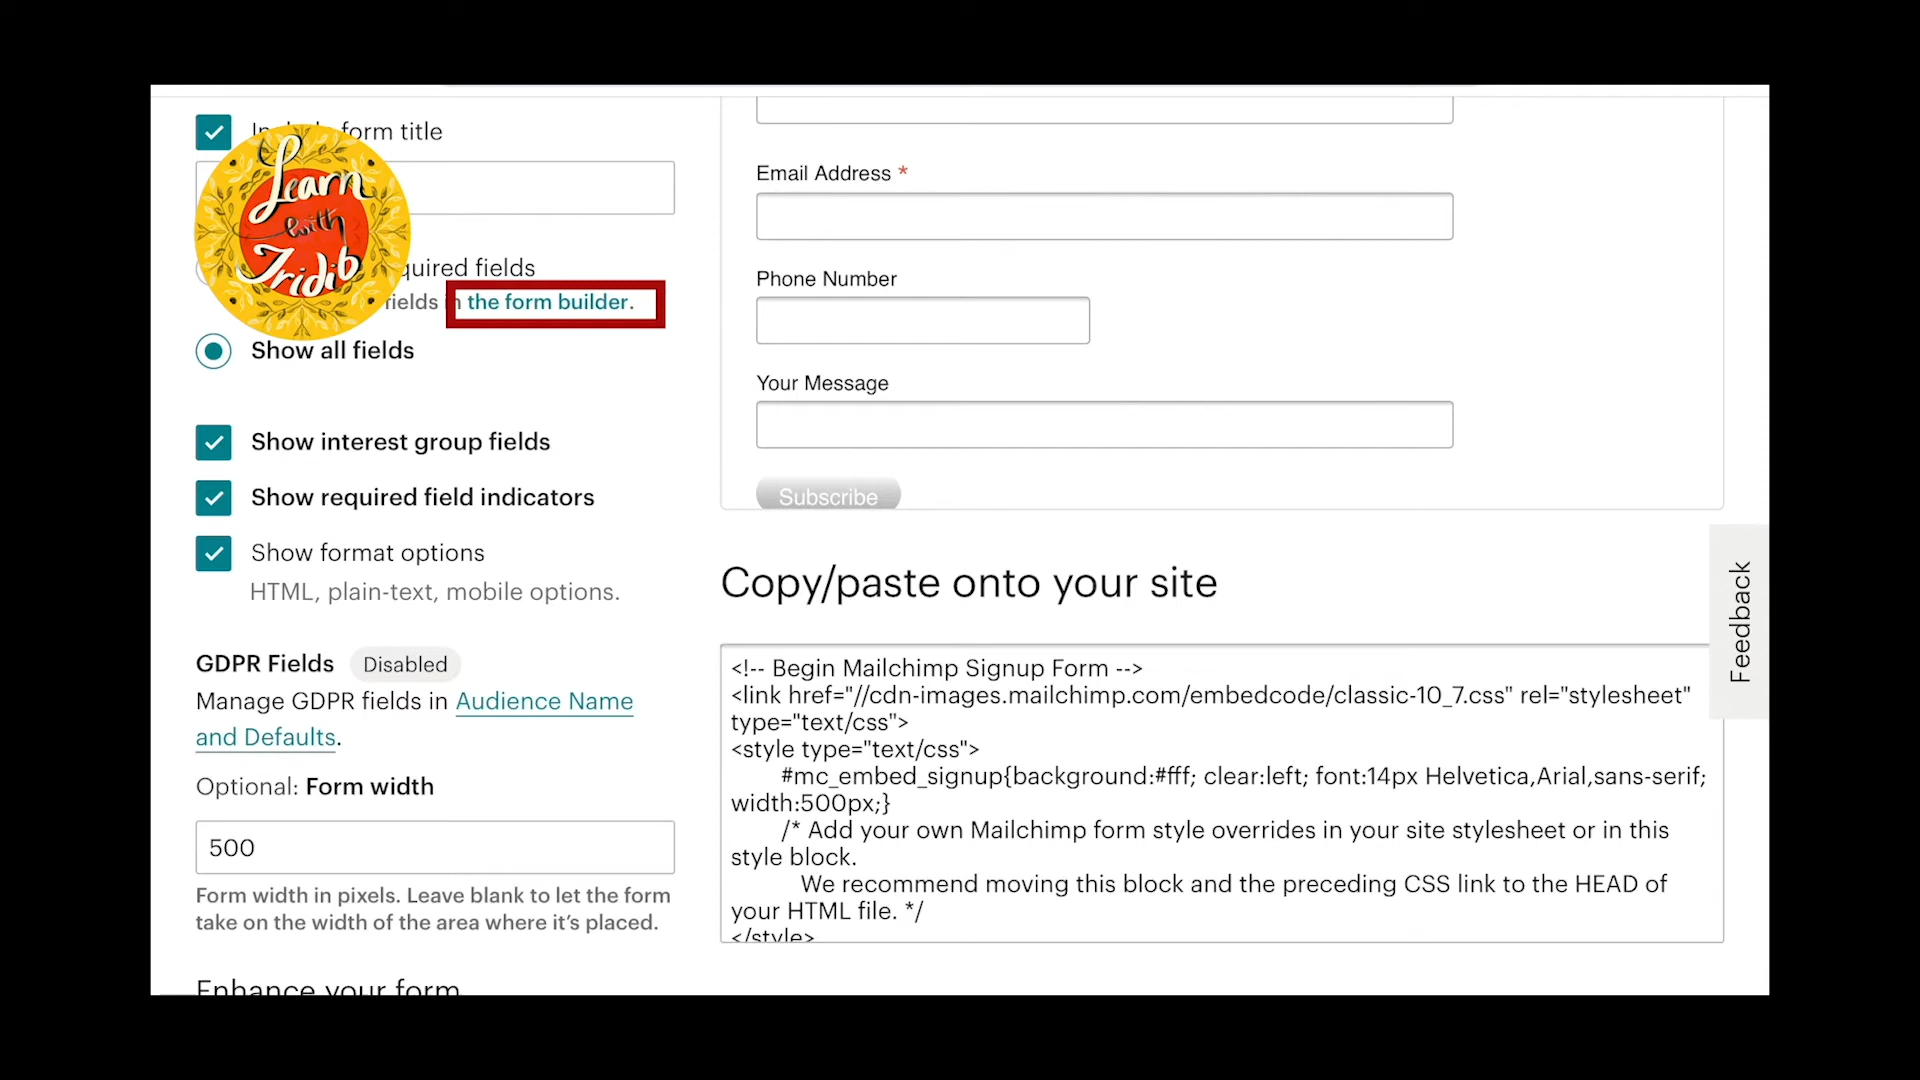 form title
Learn
with
Tridib
quired fields
fields in the form builder.
Show all fields
Show interest group fields
Show required field indicators
Show format options
HTML, plain-text, mobile options.
GDPR Fields Disabled
Manage GDPR fields in Audience Name
and Defaults.
Optional: Form width
500
Form width in pixels. Leave blank to let the form
take on the width of the area where it's placed.
Enhance your form
Email Address *
Phone Number
Your Message
Subscribe
Copy/paste onto your site
<!-- Begin Mailchimp Signup Form -->
<link href="//cdn-images.mailchimp.com/embedcode/classic-10_7.css" rel="stylesheet"
type="text/css">
<style type="text/css">
#mc_embed_signup{background:#fff; clear:left; font:14px Helvetica,Arial,sans-serif;
width:500px;}
/* Add your own Mailchimp form style overrides in your site stylesheet or in this
style block.
We recommend moving this block and the preceding CSS link to the HEAD of
your HTML file. */
</style>
Feedback